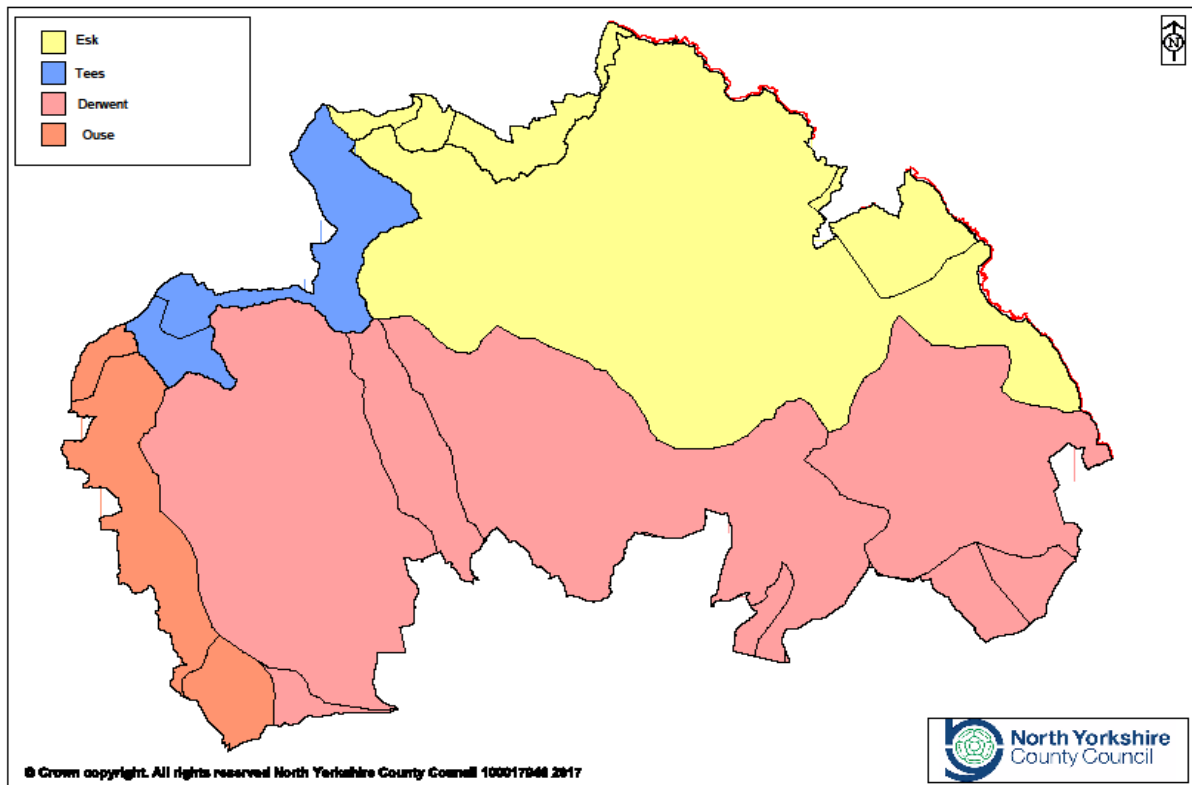 Esk
Tees
Derwent
Ouse
N
North Yorkshire
County Council
© Crown copyright. All rights reserved North Yorkshire County Council 100017946 2017